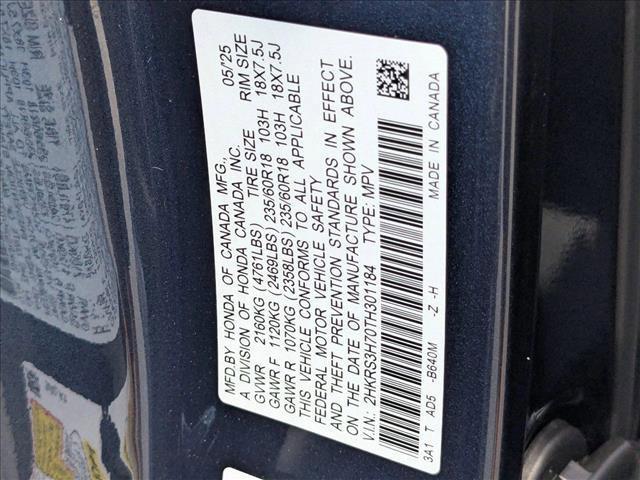 MFD.BY HONDA OF CANADA MFG., 05/25
A DIVISION OF HONDA CANADA INC.
TIRE SIZE RIM SIZE
GVWR 2160KG (4761LBS)
GAWR F 1120KG (2469LBS) 235/60R18 103H 18X7.5J
GAWR R 1070KG (2358LBS) 235/60R18 103H 18X7.5J
THIS VEHICLE CONFORMS TO ALL APPLICABLE
FEDERAL MOTOR VEHICLE SAFETY
AND THEFT PREVENTION STANDARDS IN EFFECT
ON THE DATE OF MANUFACTURE SHOWN ABOVE.
V.I.N.: 2HKRS3H70TH301184 TYPE: MPV
3A1 T AD5 -B640M -Z -H MADE IN CANADA